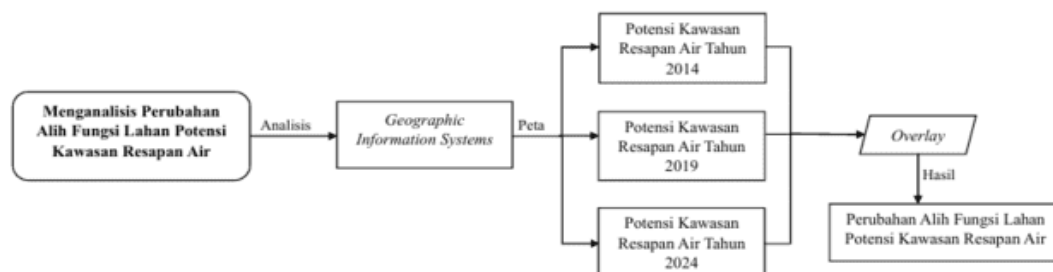 Menganalisis Perubahan
Alih Fungsi Lahan Potensi
Kawasan Resapan Air
Analisis
Geographic
Information Systems
Peta
Potensi Kawasan
Resapan Air Tahun
2014
Potensi Kawasan
Resapan Air Tahun
2019
Potensi Kawasan
Resapan Air Tahun
2024
Overlay
Hasil
Perubahan Alih Fungsi Lahan
Potensi Kawasan Resapan Air